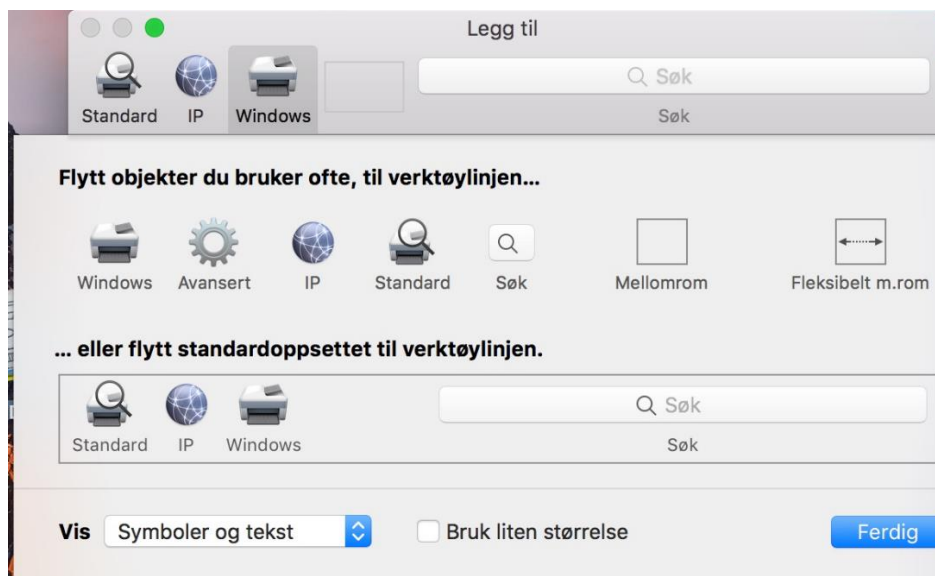 Legg til
Søk
Standard IP Windows Søk
Flytt objekter du bruker ofte, til verktøylinjen...
Windows Avansert IP Standard Søk Mellomrom Fleksibelt m.rom
... eller flytt standardoppsettet til verktøylinjen.
Søk
Standard IP Windows Søk
Vis Symboler og tekst Bruk liten størrelse Ferdig